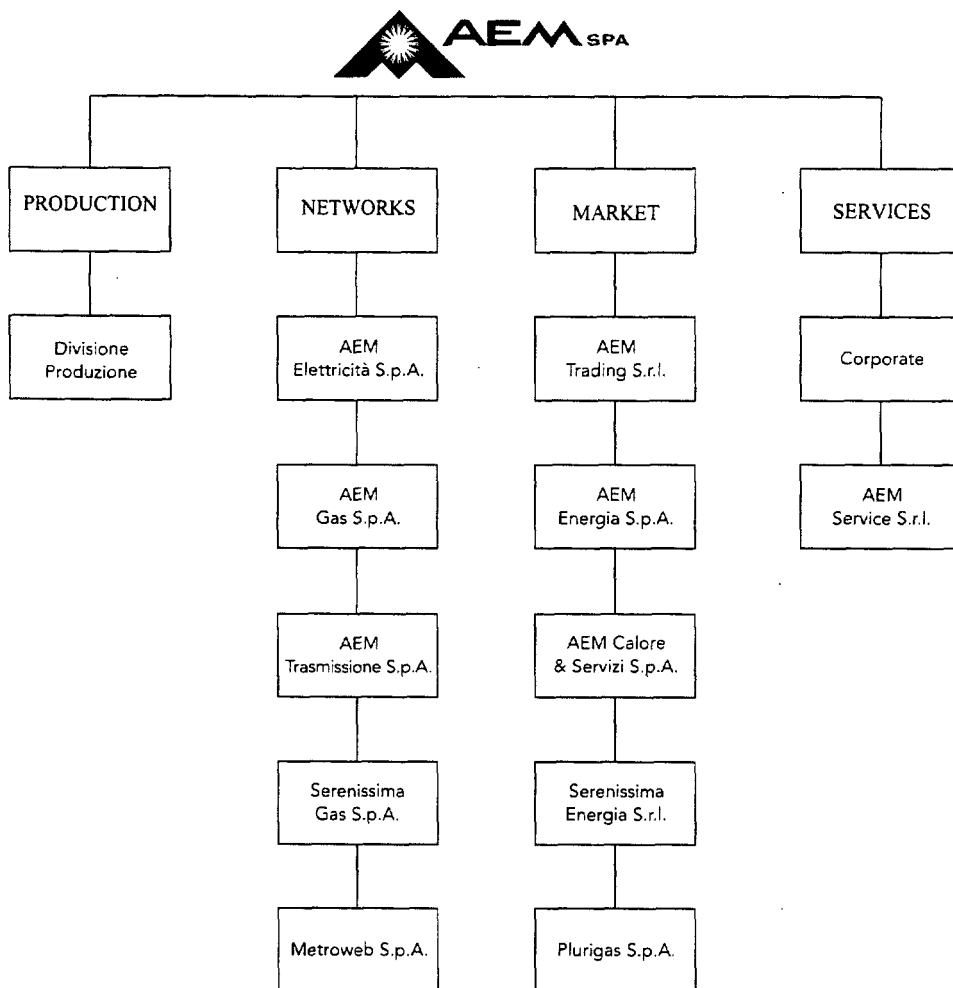 AEM SPA
PRODUCTION
NETWORKS
MARKET
SERVICES
Divisione
Produzione
AEM
Elettricità S.p.A.
AEM
Trading S.r.l.
Corporate
AEM
Gas S.p.A.
AEM
Energia S.p.A.
AEM
Service S.r.l.
AEM
Trasmissione S.p.A.
AEM Calore
& Servizi S.p.A.
Serenissima
Gas S.p.A.
Serenissima
Energia S.r.l.
Metroweb S.p.A.
Plurigas S.p.A.